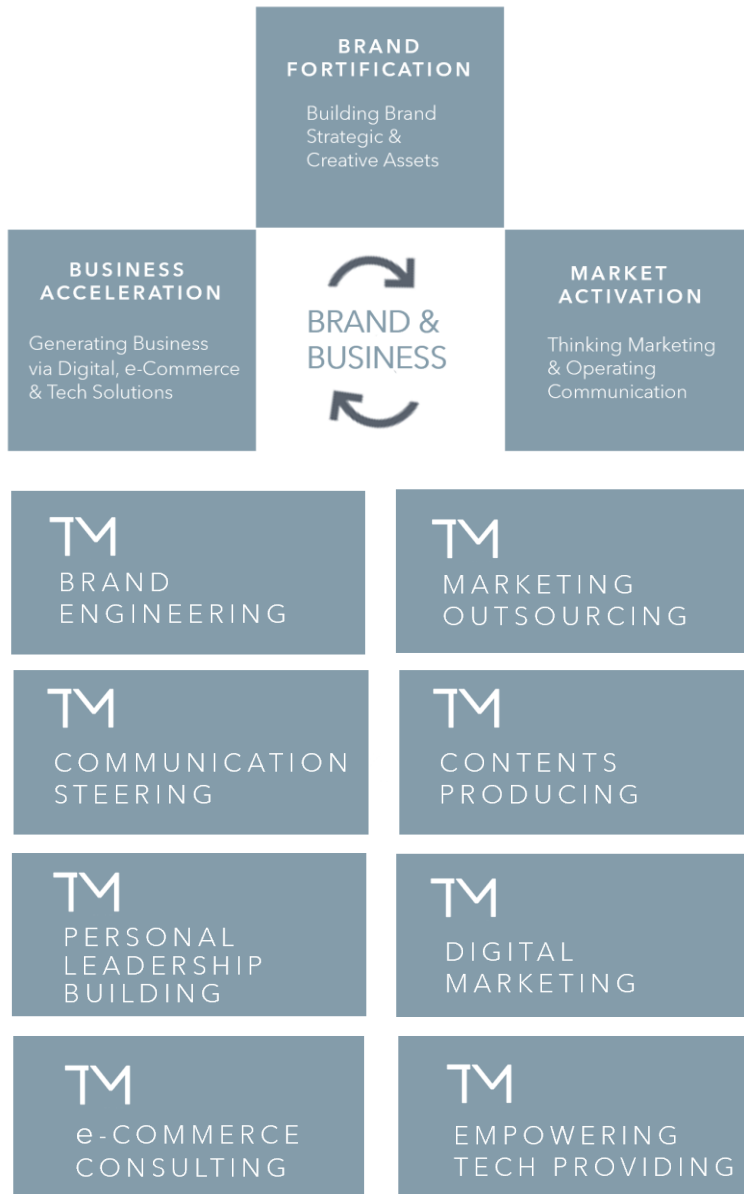 BRAND
FORTIFICATION
Building Brand
Strategic &
Creative Assets
BUSINESS
ACCELERATION
Generating Business
via Digital, e-Commerce
& Tech Solutions
BRAND &
BUSINESS
MARKET
ACTIVATION
Thinking Marketing
& Operating
Communication
TM
BRAND
ENGINEERING
TM
MARKETING
OUTSOURCING
TM
COMMUNICATION
STEERING
TM
CONTENTS
PRODUCING
TM
PERSONAL
LEADERSHIP
BUILDING
TM
DIGITAL
MARKETING
TM
e-COMMERCE
CONSULTING
TM
EMPOWERING
TECH PROVIDING